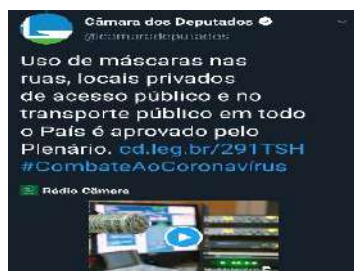 Câmara dos Deputados
@camaradeputados
Uso de máscaras nas
ruas, locais privados
de acesso público e no
transporte público em todo
o País é aprovado pelo
Plenário. cd.leg.br/291TSH
#CombateAoCoronavírus
Rádio Câmara